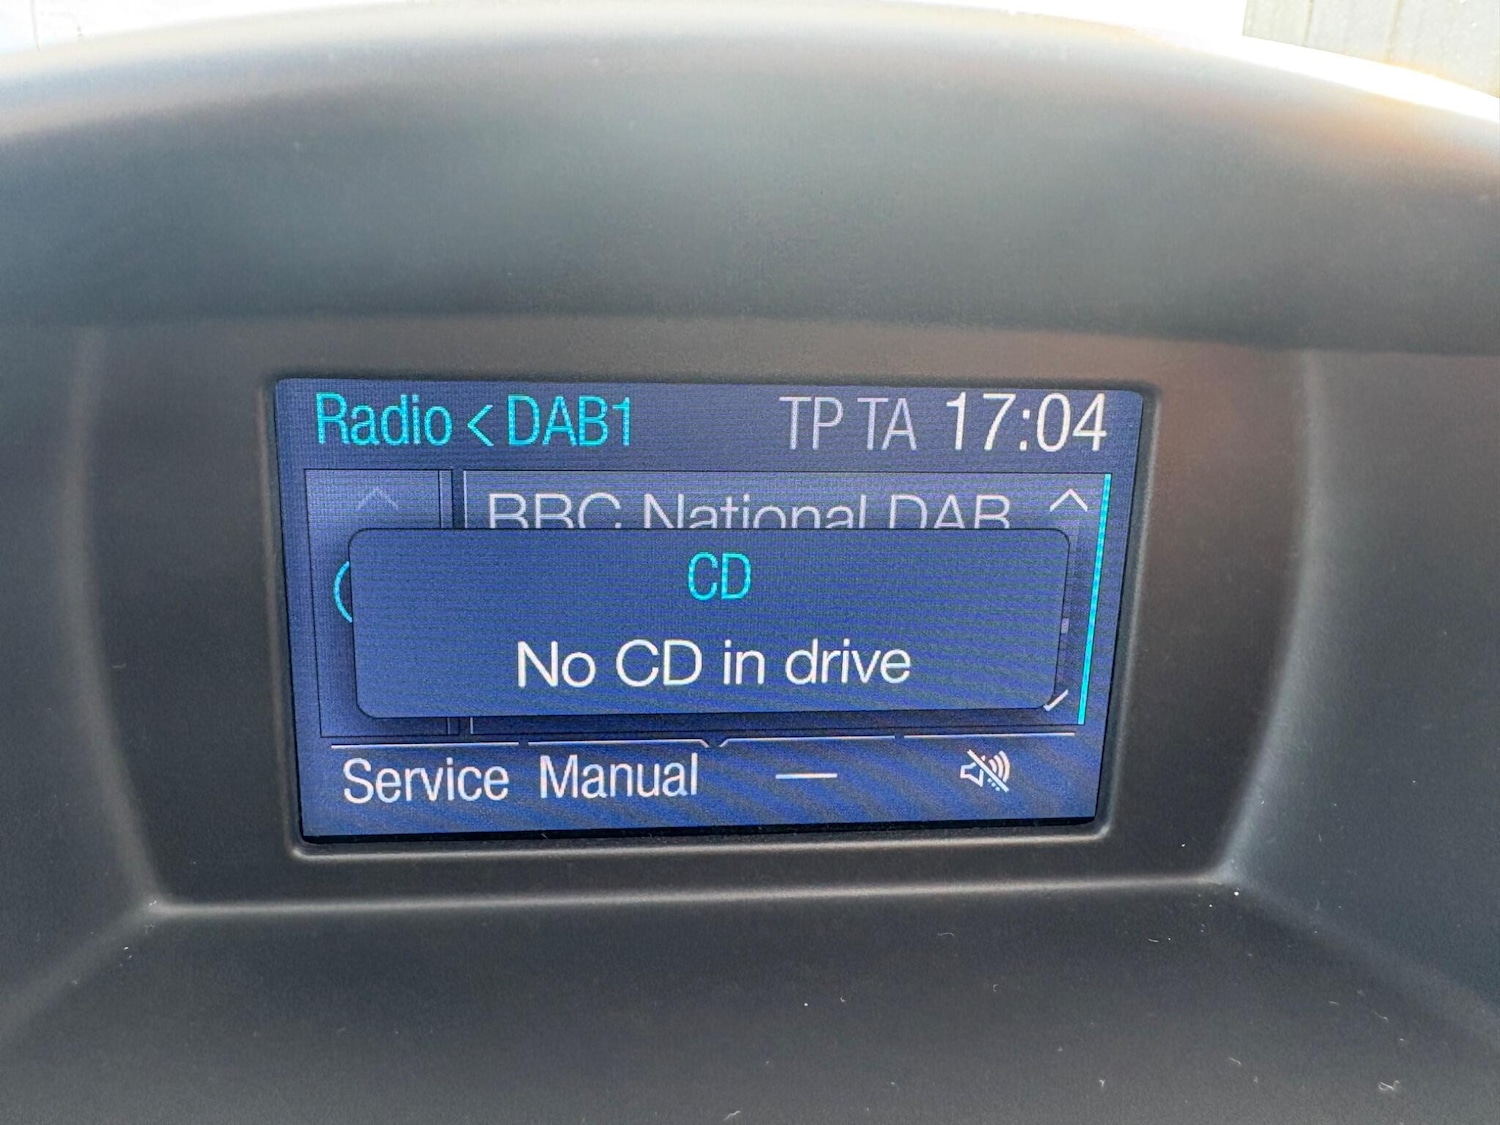 Radio < DAB1 TP TA 17:04
BBC National DAB
CD
No CD in drive
Service Manual —